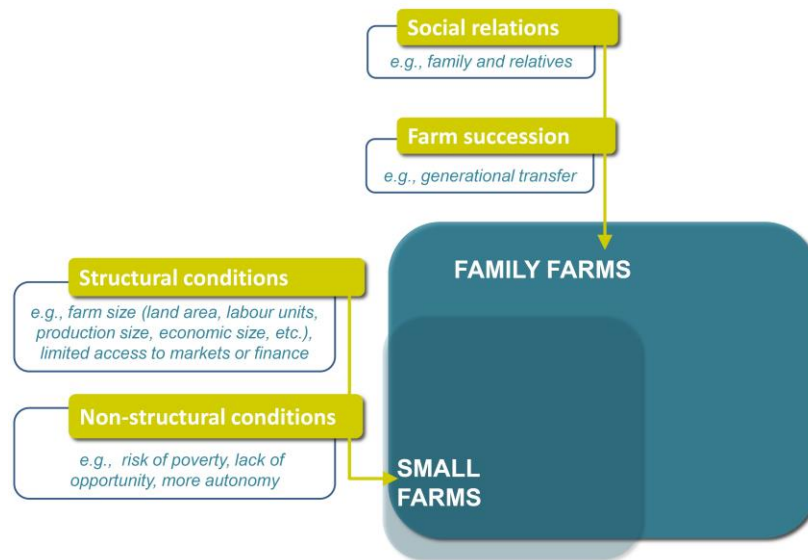 Social relations
e.g., family and relatives
Farm succession
e.g., generational transfer
FAMILY FARMS
Structural conditions
e.g., farm size (land area, labour units,
production size, economic size, etc.),
limited access to markets or finance
Non-structural conditions
e.g., risk of poverty, lack of
opportunity, more autonomy
SMALL
FARMS